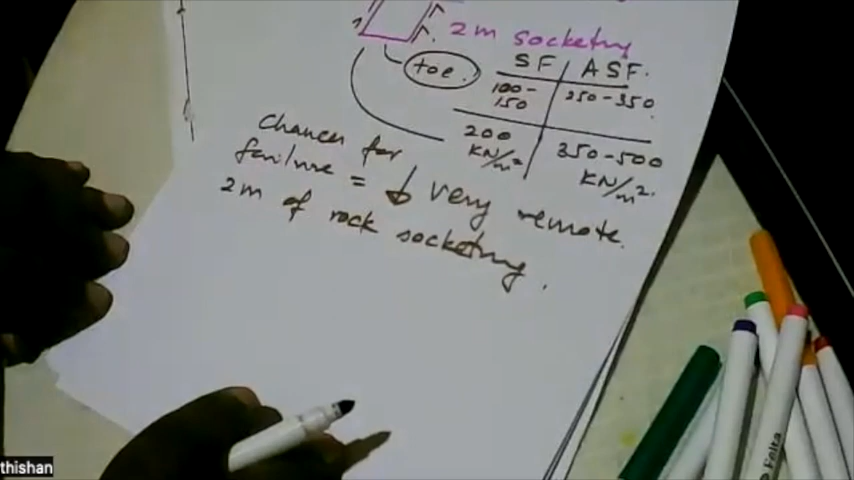 2m socketing
SF ASF.
toe.
100-
150
250-350
200
KN/m²
350-500
KN/m².
Chances for
failure = ↓ very remote.
2m of rock socketing.
Felta
thishan